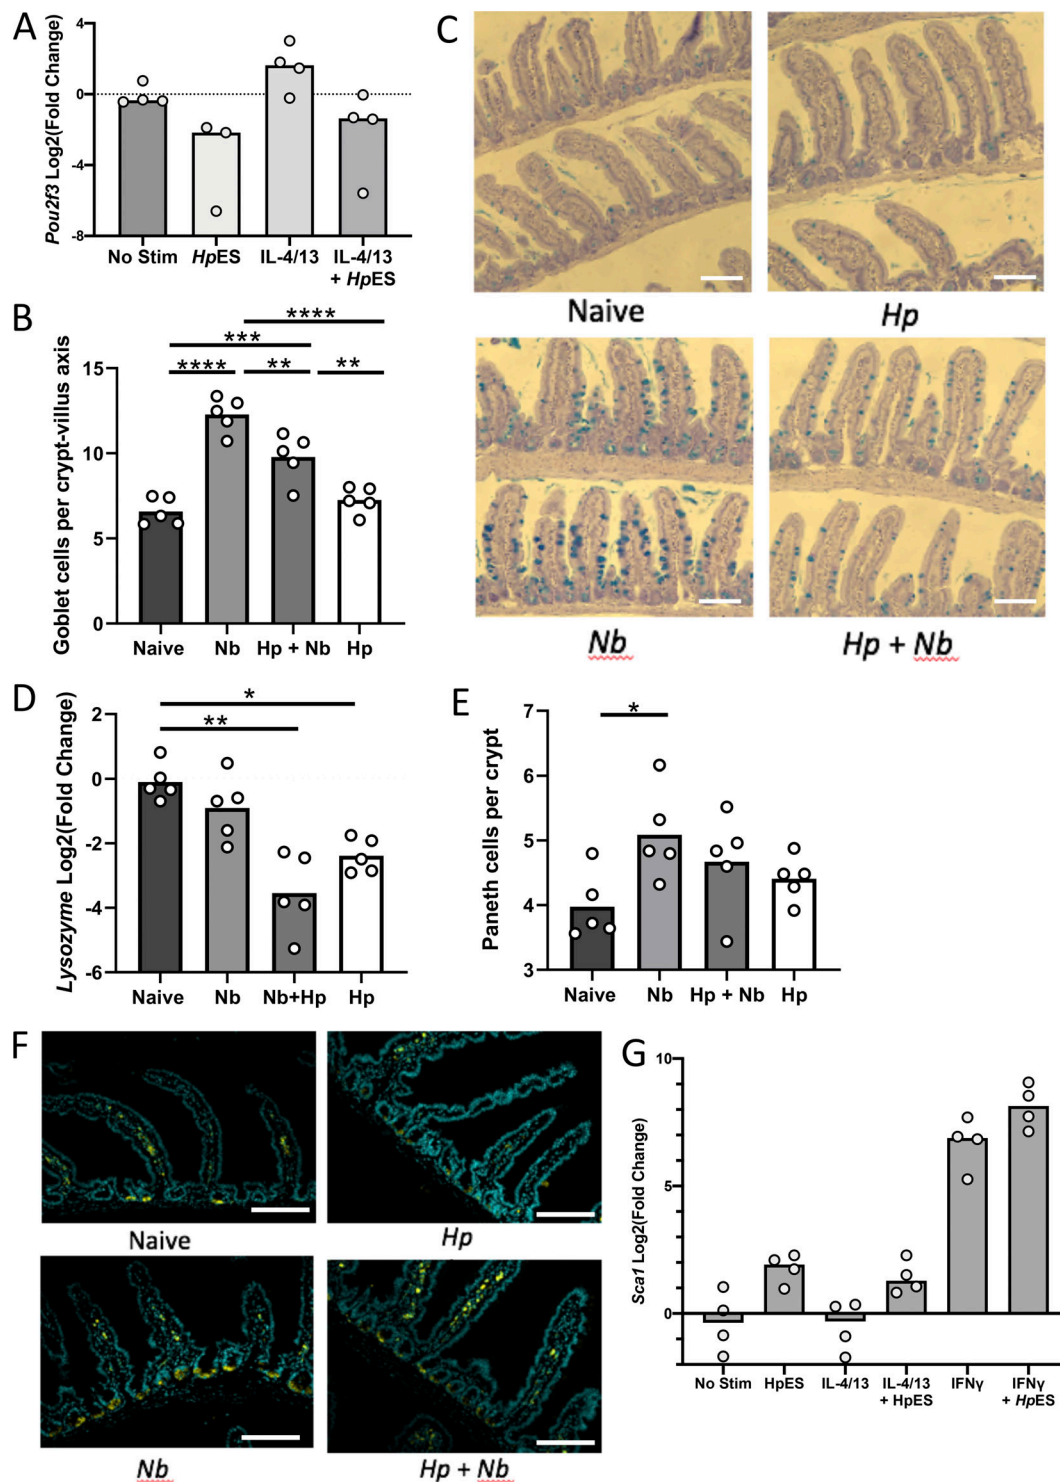 A
Pou2f3 Log2(Fold Change)
4
0
-4
-8
No Stim
HpES
IL-4/13
IL-4/13
+ HpES
B
Goblet cells per crypt-villus axis
15
10
5
0
****
***
****
**
**
Naive
Nb
Hp + Nb
Hp
C
Naive
Hp
Nb
Hp + Nb
D
Lysozyme Log2(Fold Change)
2
0
-2
-4
-6
*
**
Naive
Nb
Nb+Hp
Hp
E
Paneth cells per crypt
7
6
5
4
3
*
Naive
Nb
Hp + Nb
Hp
F
Naive
Hp
Nb
Hp + Nb
G
Sca1 Log2(Fold Change)
10
5
0
No Stim
HpES
IL-4/13
IL-4/13
+ HpES
IFNγ
IFNγ
+ HpES